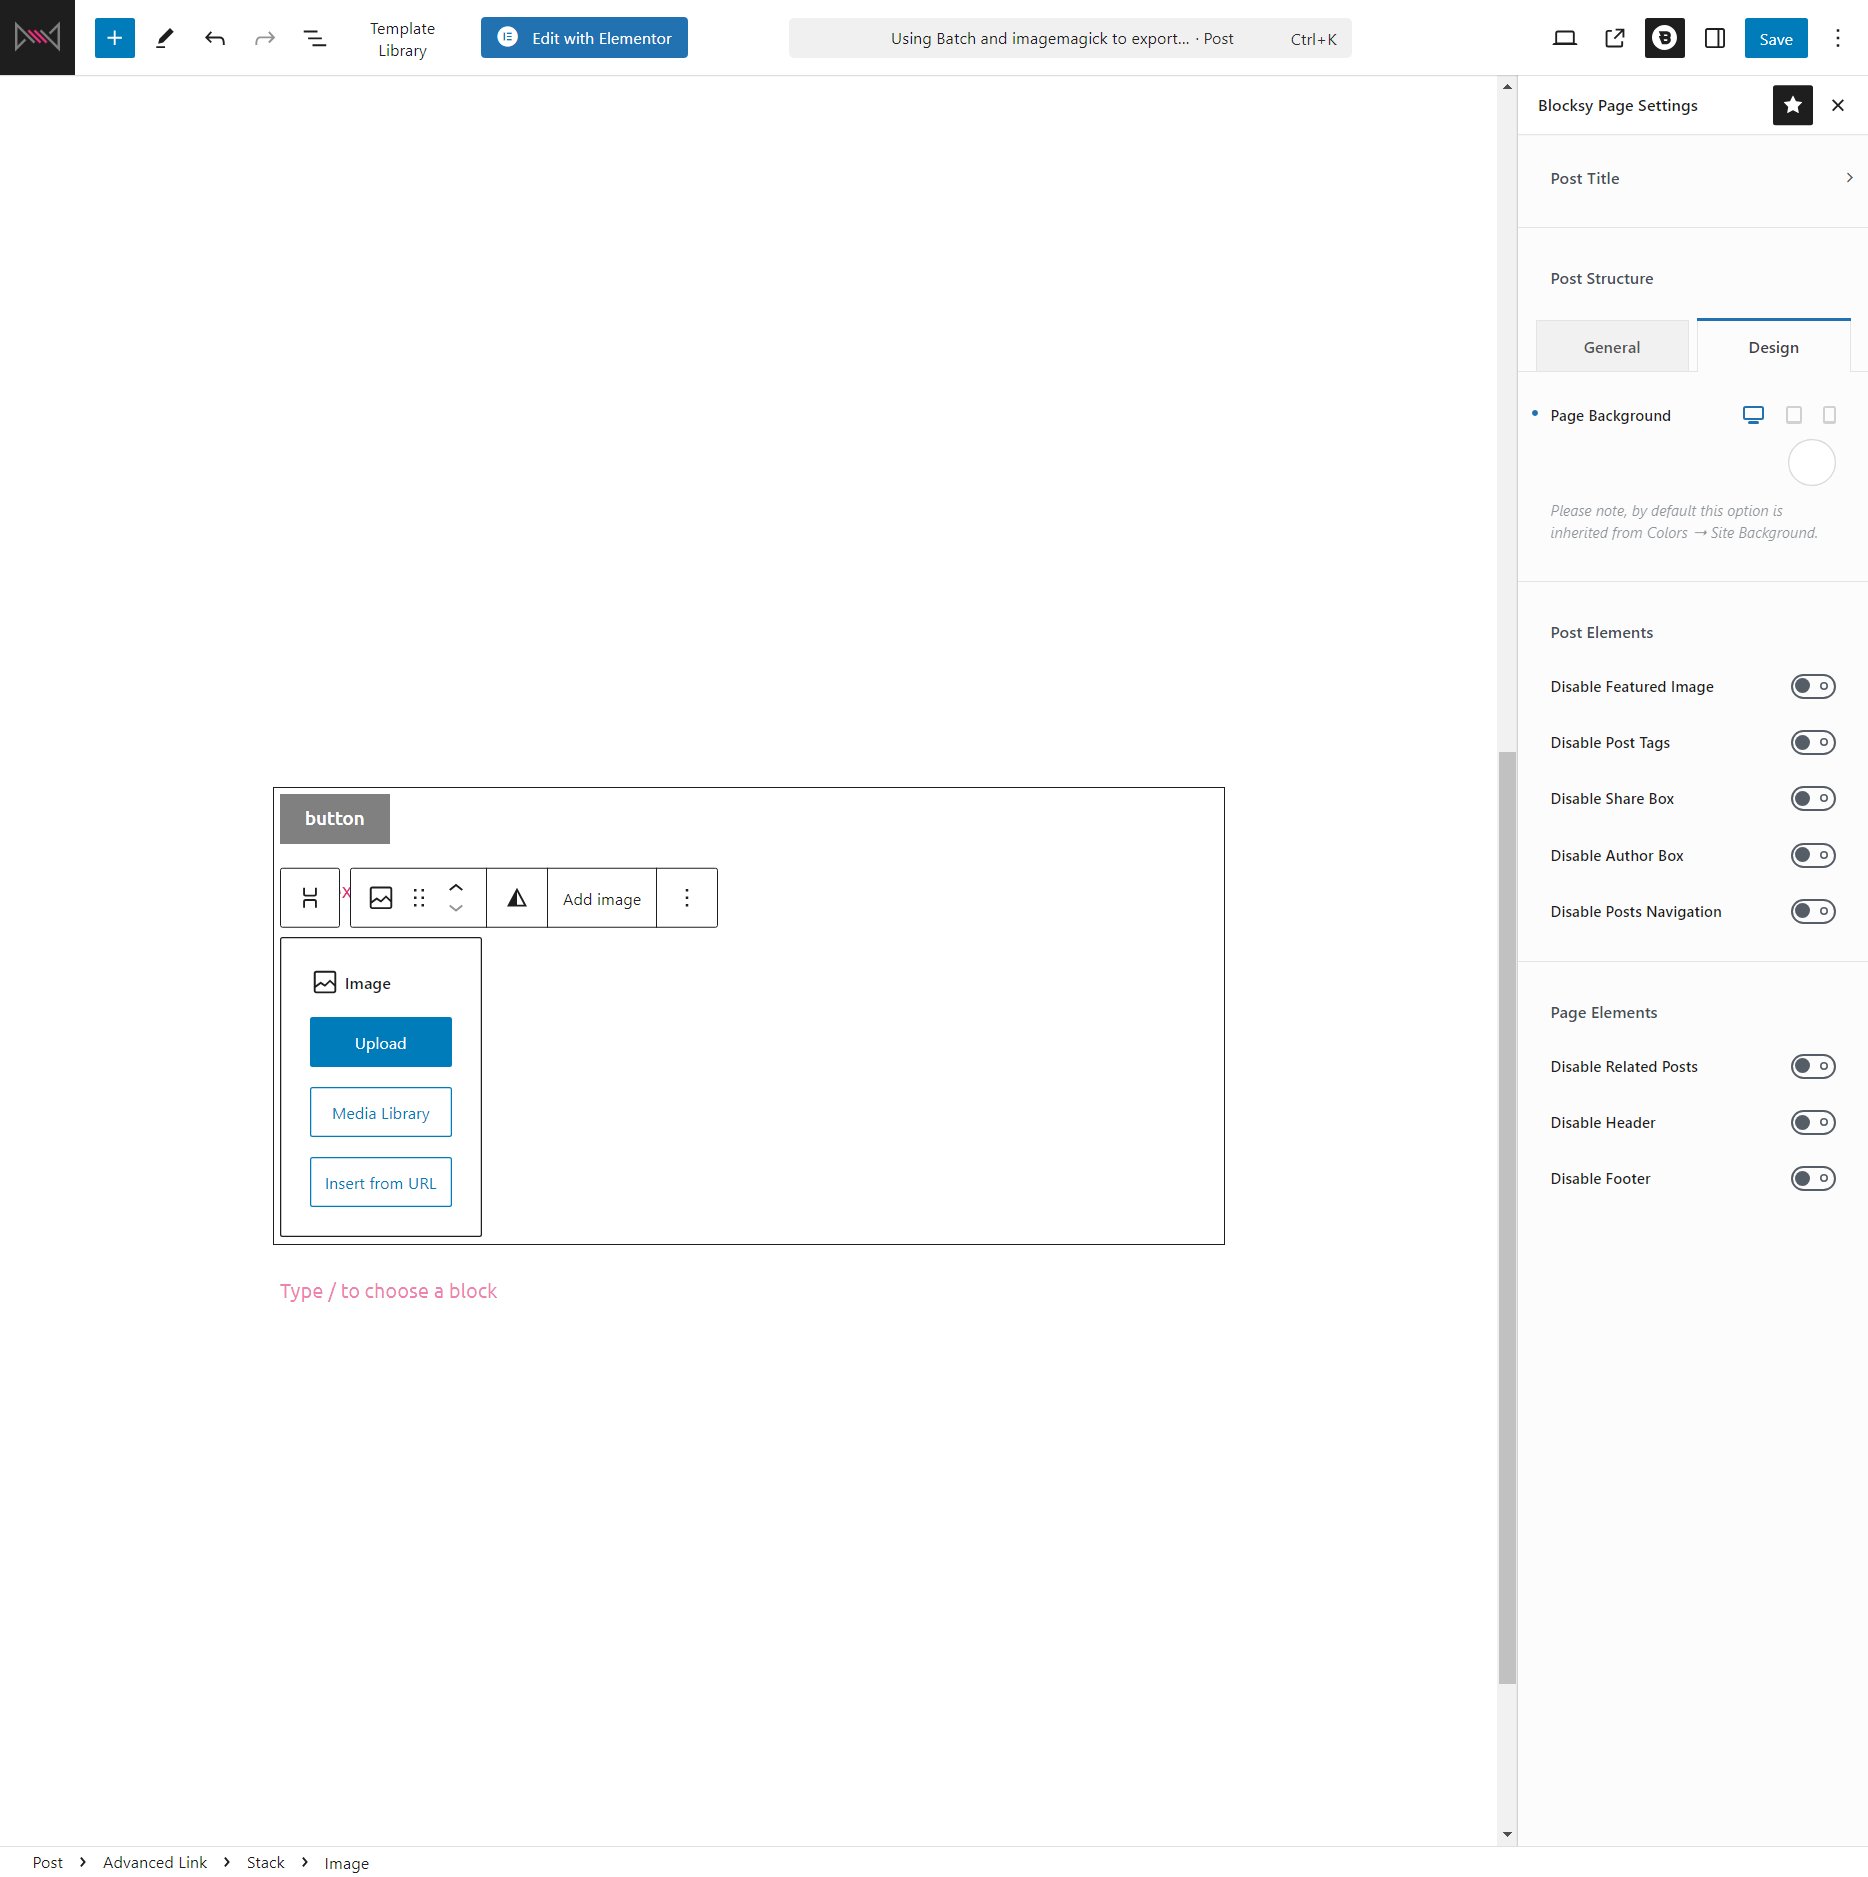 Template
Library
Edit with Elementor
Using Batch and imagemagick to export... · Post
Ctrl+K
Save
Blocksy Page Settings
Post Title
Post Structure
General
Design
Page Background
Please note, by default this option is
inherited from Colors → Site Background.
Post Elements
Disable Featured Image
Disable Post Tags
Disable Share Box
Disable Author Box
Disable Posts Navigation
Page Elements
Disable Related Posts
Disable Header
Disable Footer
button
Add image
Image
Upload
Media Library
Insert from URL
Type / to choose a block
Post > Advanced Link > Stack > Image